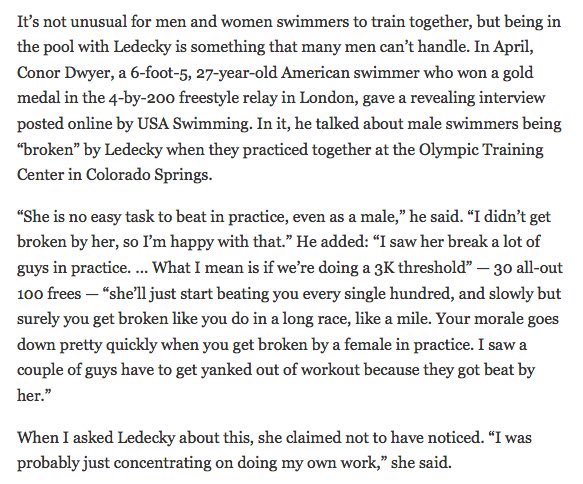 It’s not unusual for men and women swimmers to train together, but being in
the pool with Ledecky is something that many men can’t handle. In April,
Conor Dwyer, a 6-foot-5, 27-year-old American swimmer who won a gold
medal in the 4-by-200 freestyle relay in London, gave a revealing interview
posted online by USA Swimming. In it, he talked about male swimmers being
“broken” by Ledecky when they practiced together at the Olympic Training
Center in Colorado Springs.
“She is no easy task to beat in practice, even as a male,” he said. “I didn’t get
broken by her, so I’m happy with that.” He added: “I saw her break a lot of
guys in practice. ... What I mean is if we’re doing a 3K threshold” — 30 all-out
100 frees — “she’ll just start beating you every single hundred, and slowly but
surely you get broken like you do in a long race, like a mile. Your morale goes
down pretty quickly when you get broken by a female in practice. I saw a
couple of guys have to get yanked out of workout because they got beat by
her.”
When I asked Ledecky about this, she claimed not to have noticed. “I was
probably just concentrating on doing my own work,” she said.